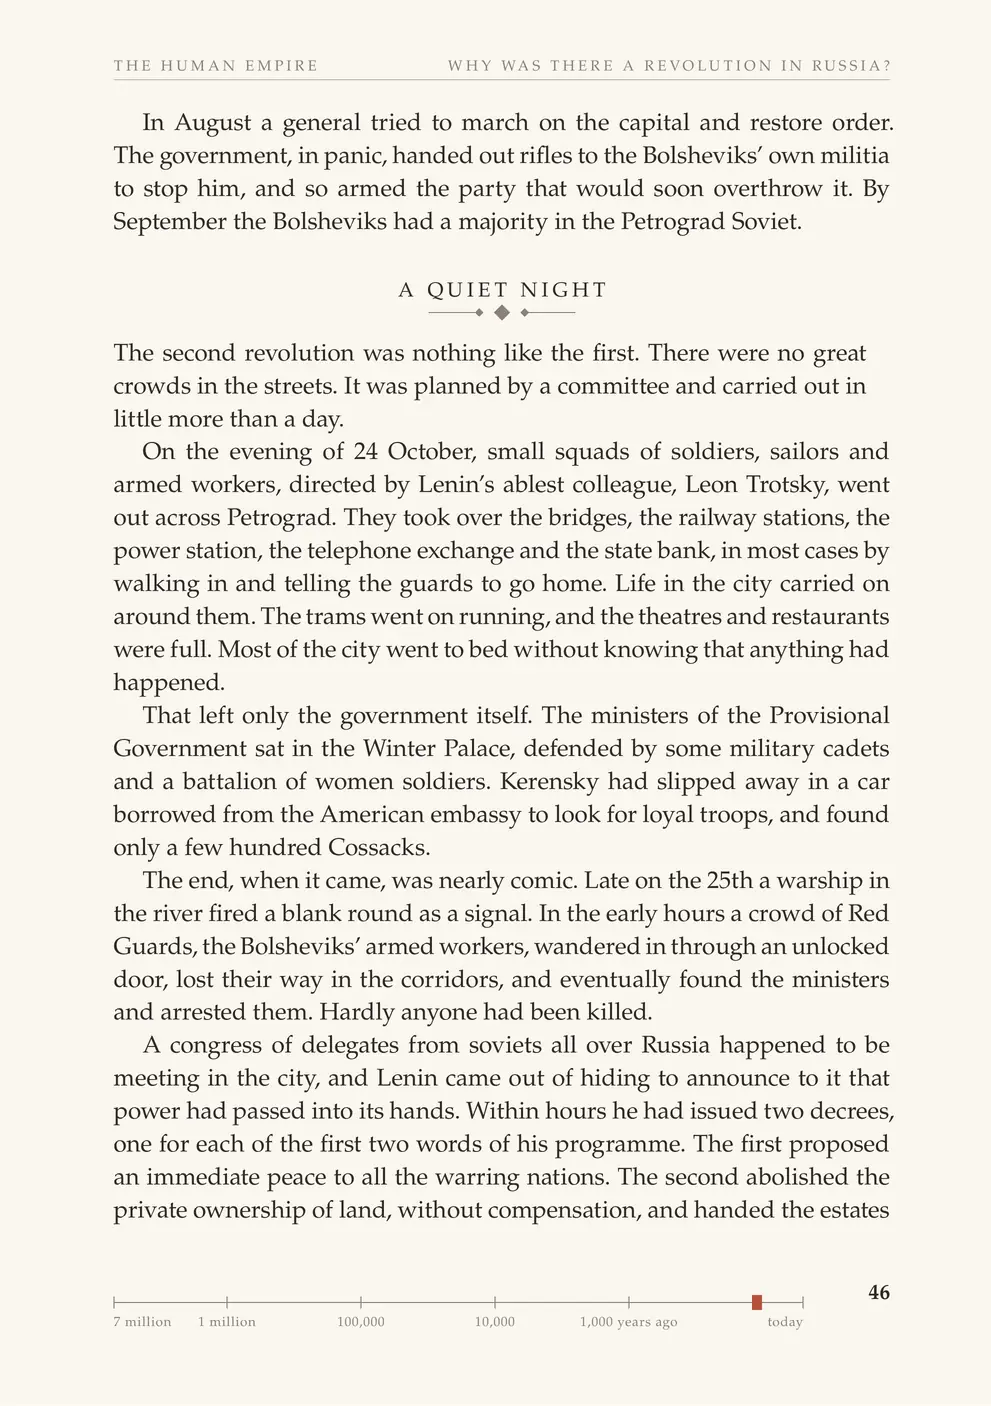 THE HUMAN EMPIRE
WHY WAS THERE A REVOLUTION IN RUSSIA?
In August a general tried to march on the capital and restore order.
The government, in panic, handed out rifles to the Bolsheviks’ own militia
to stop him, and so armed the party that would soon overthrow it. By
September the Bolsheviks had a majority in the Petrograd Soviet.
A QUIET NIGHT
The second revolution was nothing like the first. There were no great
crowds in the streets. It was planned by a committee and carried out in
little more than a day.
On the evening of 24 October, small squads of soldiers, sailors and
armed workers, directed by Lenin’s ablest colleague, Leon Trotsky, went
out across Petrograd. They took over the bridges, the railway stations, the
power station, the telephone exchange and the state bank, in most cases by
walking in and telling the guards to go home. Life in the city carried on
around them. The trams went on running, and the theatres and restaurants
were full. Most of the city went to bed without knowing that anything had
happened.
That left only the government itself. The ministers of the Provisional
Government sat in the Winter Palace, defended by some military cadets
and a battalion of women soldiers. Kerensky had slipped away in a car
borrowed from the American embassy to look for loyal troops, and found
only a few hundred Cossacks.
The end, when it came, was nearly comic. Late on the 25th a warship in
the river fired a blank round as a signal. In the early hours a crowd of Red
Guards, the Bolsheviks’ armed workers, wandered in through an unlocked
door, lost their way in the corridors, and eventually found the ministers
and arrested them. Hardly anyone had been killed.
A congress of delegates from soviets all over Russia happened to be
meeting in the city, and Lenin came out of hiding to announce to it that
power had passed into its hands. Within hours he had issued two decrees,
one for each of the first two words of his programme. The first proposed
an immediate peace to all the warring nations. The second abolished the
private ownership of land, without compensation, and handed the estates
46
7 million 1 million 100,000 10,000 1,000 years ago today